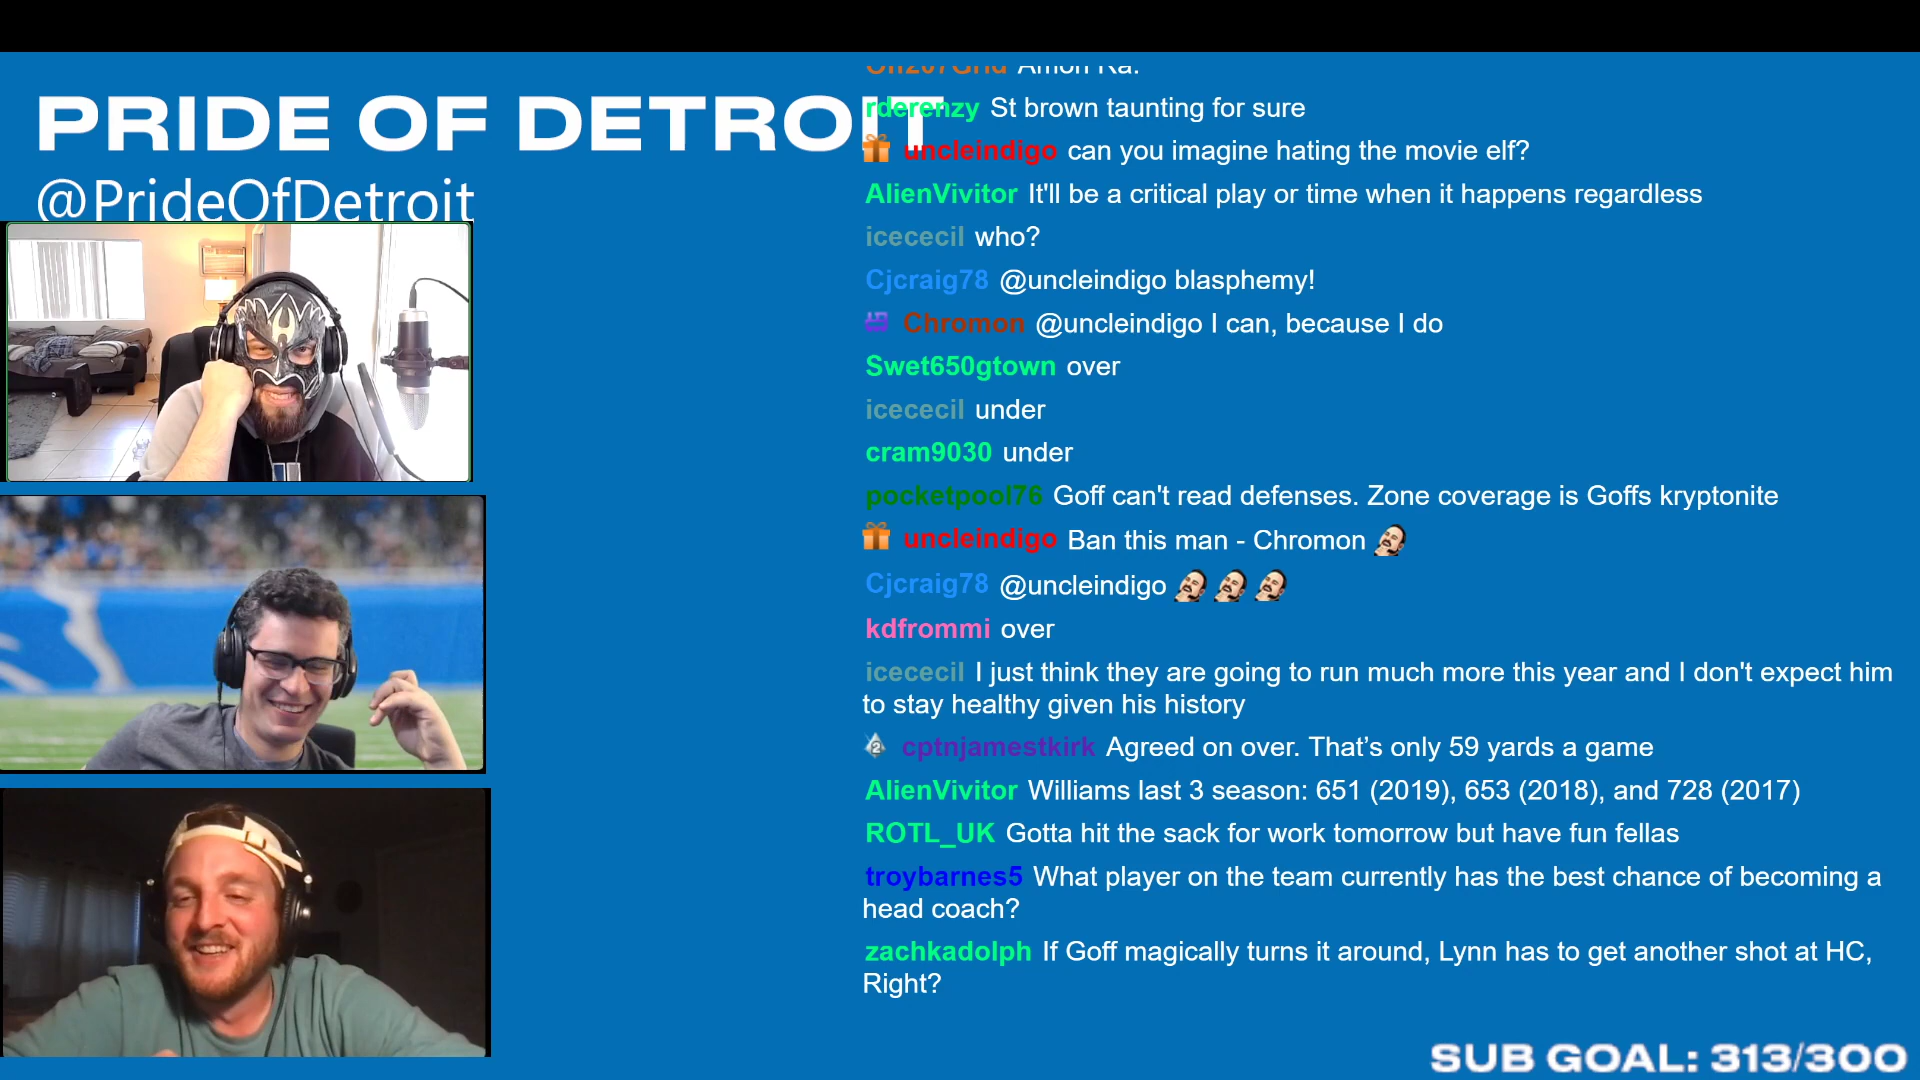 PRIDE OF DETROIT
@PrideOfDetroit
Amon Ra.
rderenzy St brown taunting for sure
uncleindigo can you imagine hating the movie elf?
AlienVivitor It'll be a critical play or time when it happens regardless
icececil who?
Cjcraig78 @uncleindigo blasphemy!
Chromon @uncleindigo I can, because I do
Swet650gtown over
icececil under
cram9030 under
pocketpool76 Goff can't read defenses. Zone coverage is Goffs kryptonite
uncleindigo Ban this man - Chromon
Cjcraig78 @uncleindigo
kdfrommi over
icececil I just think they are going to run much more this year and I don't expect him
to stay healthy given his history
2 cptnjamestkirk Agreed on over. That's only 59 yards a game
AlienVivitor Williams last 3 season: 651 (2019), 653 (2018), and 728 (2017)
ROTL_UK Gotta hit the sack for work tomorrow but have fun fellas
troybarnes5 What player on the team currently has the best chance of becoming a
head coach?
zachkadolph If Goff magically turns it around, Lynn has to get another shot at HC,
Right?
SUB GOAL: 313/300